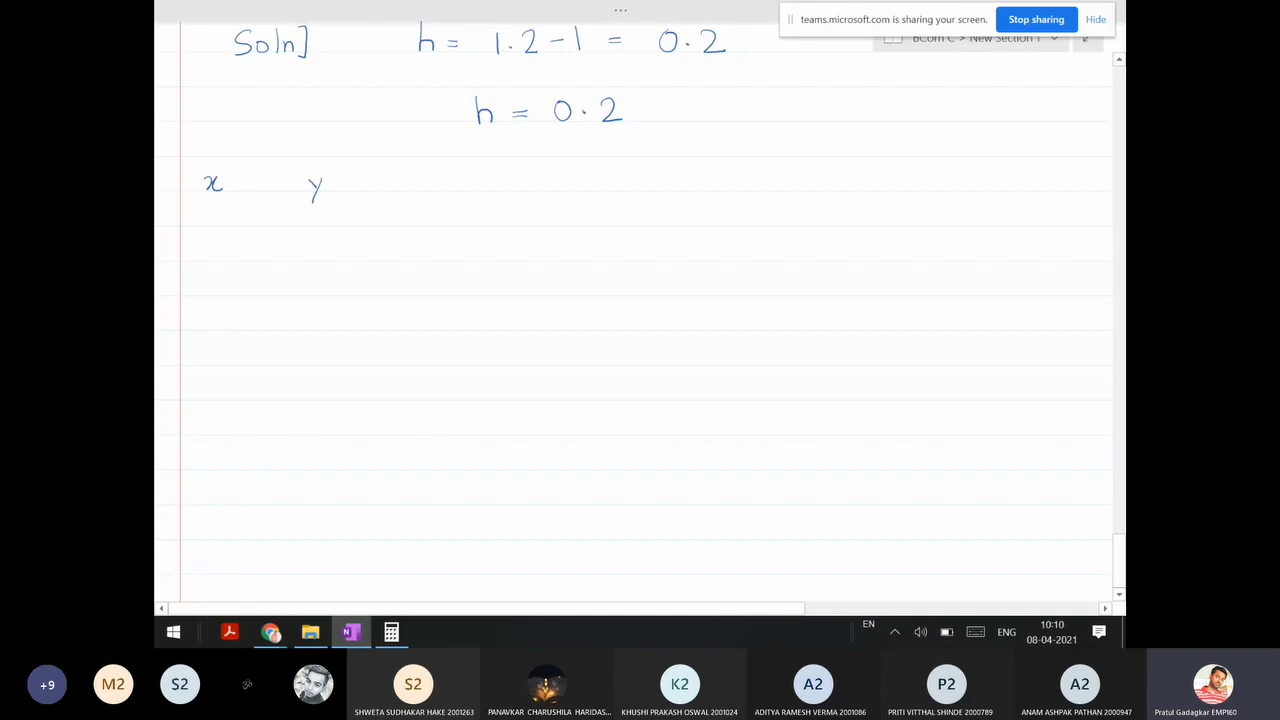 teams.microsoft.com is sharing your screen. Stop sharing Hide
Soln] h = 1.2 - 1 = 0.2
BCom C > New Section 1
h = 0.2
x y
EN ENG 10:10
08-04-2021
+9 M2 S2 ॐ S2 K2 A2 P2 A2
SHWETA SUDHAKAR HAKE 2001263 PANAVKAR CHARUSHILA HARIDAS... KHUSHI PRAKASH OSWAL 2001024 ADITYA RAMESH VERMA 2001086 PRITI VITTHAL SHINDE 2000789 ANAM ASHPAK PATHAN 2000947 Pratul Gadagkar EMP160